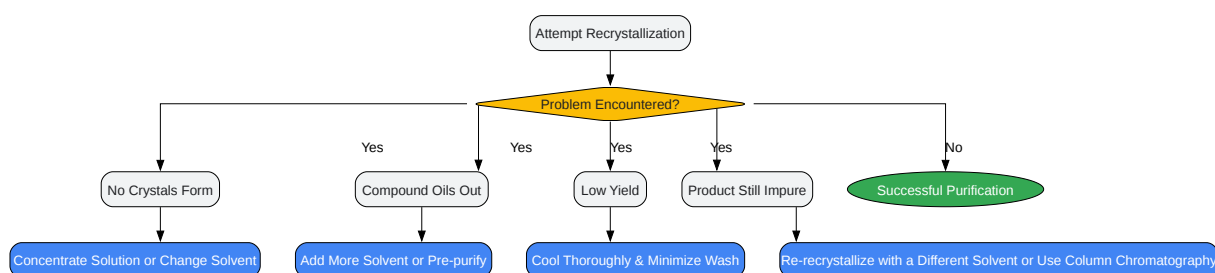 Attempt Recrystallization
Problem Encountered?
Yes
Yes
Yes
Yes
No
No Crystals Form
Compound Oils Out
Low Yield
Product Still Impure
Successful Purification
Concentrate Solution or Change Solvent
Add More Solvent or Pre-purify
Cool Thoroughly & Minimize Wash
Re-recrystallize with a Different Solvent or Use Column Chromatography